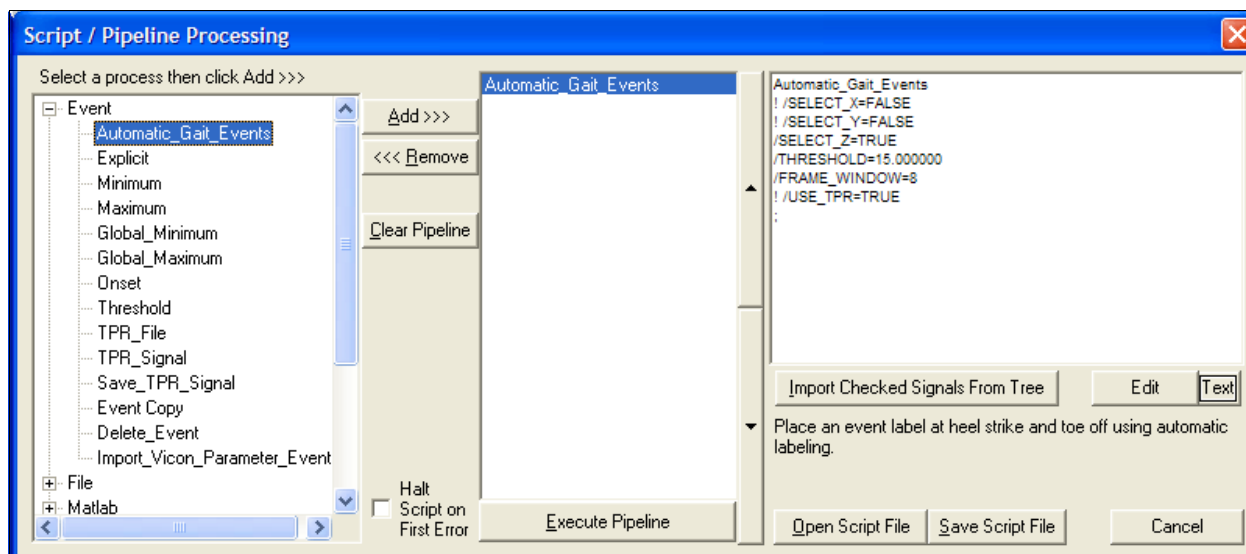 Script / Pipeline Processing
Select a process then click Add >>>
Event
Automatic_Gait_Events
Explicit
Minimum
Maximum
Global_Minimum
Global_Maximum
Onset
Threshold
TPR_File
TPR_Signal
Save_TPR_Signal
Event Copy
Delete_Event
Import_Vicon_Parameter_Event
File
Matlab
Add >>>
<<< Remove
Clear Pipeline
Halt
Script on
First Error
Automatic_Gait_Events
Execute Pipeline
Automatic_Gait_Events
! /SELECT_X=FALSE
! /SELECT_Y=FALSE
/SELECT_Z=TRUE
/THRESHOLD=15.000000
/FRAME_WINDOW=8
! /USE_TPR=TRUE
;
Import Checked Signals From Tree
Edit
Text
Place an event label at heel strike and toe off using automatic
labeling.
Open Script File
Save Script File
Cancel